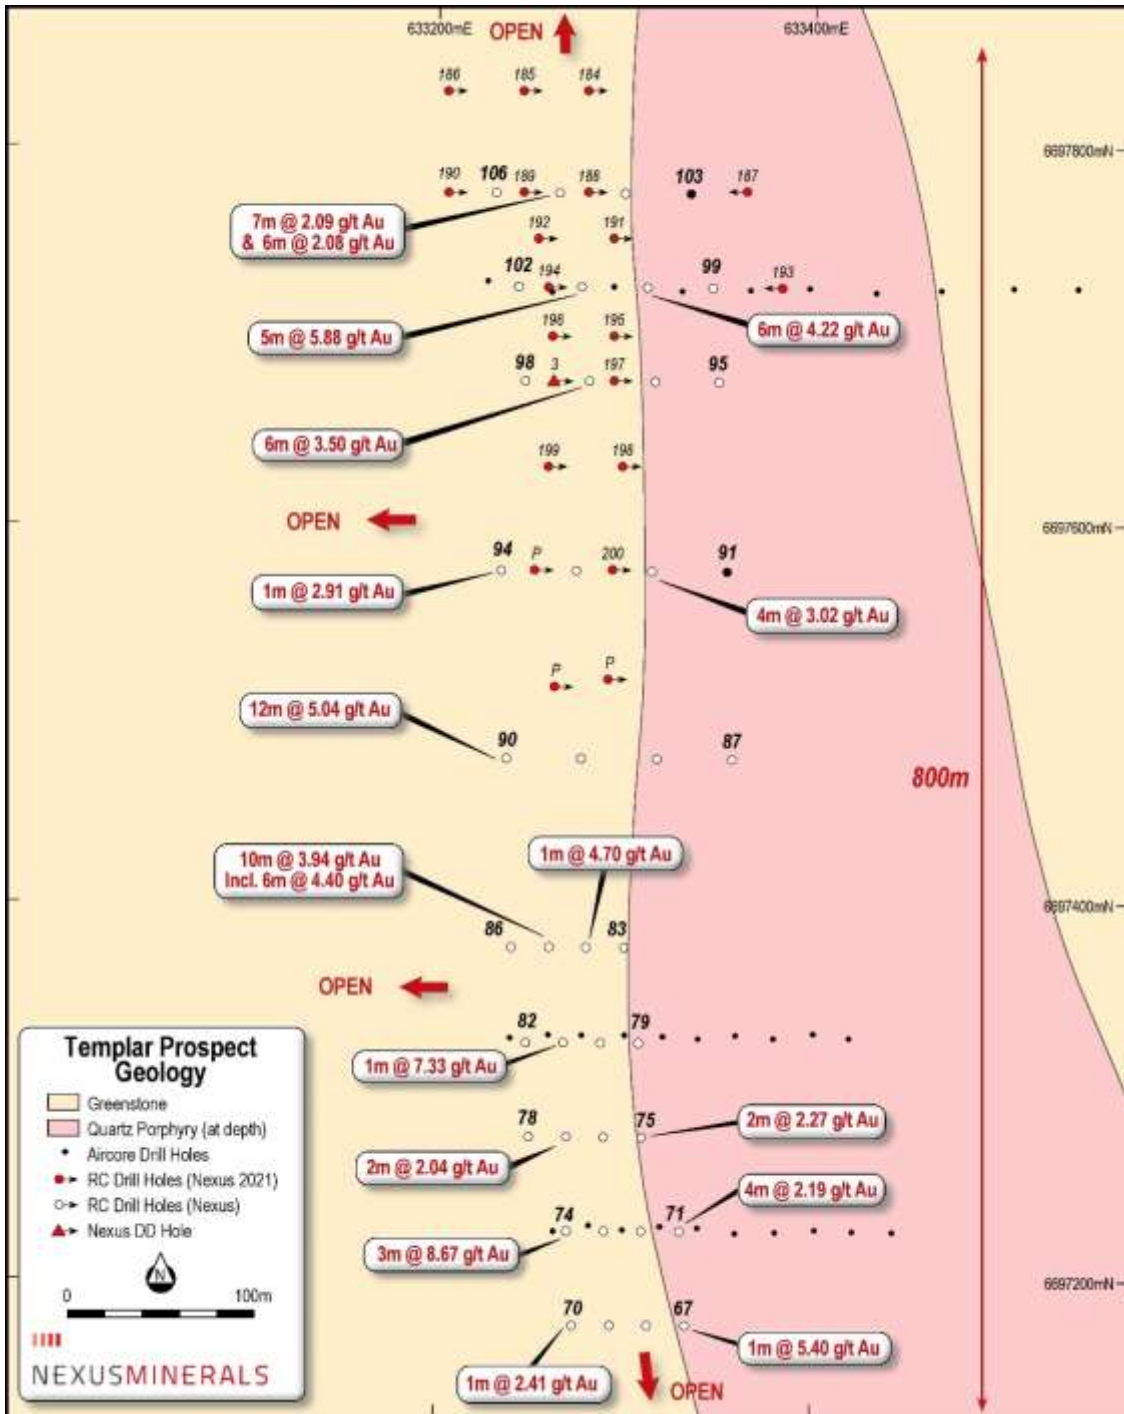 633200mE
OPEN
633400mE
186
185
184
6697800mN
190
106
189
188
103
187
7m @ 2.09 g/t Au
& 6m @ 2.08 g/t Au
192
191
102
194
99
193
5m @ 5.88 g/t Au
6m @ 4.22 g/t Au
196
195
98
3
197
95
6m @ 3.50 g/t Au
199
198
OPEN
6697600mN
94
P
200
91
1m @ 2.91 g/t Au
4m @ 3.02 g/t Au
P
P
12m @ 5.04 g/t Au
90
87
800m
10m @ 3.94 g/t Au
Incl. 6m @ 4.40 g/t Au
1m @ 4.70 g/t Au
6697400mN
86
83
OPEN
82
79
1m @ 7.33 g/t Au
78
75
2m @ 2.27 g/t Au
2m @ 2.04 g/t Au
4m @ 2.19 g/t Au
74
71
3m @ 8.67 g/t Au
6697200mN
70
67
1m @ 5.40 g/t Au
1m @ 2.41 g/t Au
OPEN
Templar Prospect
Geology
Greenstone
Quartz Porphyry (at depth)
Aircore Drill Holes
RC Drill Holes (Nexus 2021)
RC Drill Holes (Nexus)
Nexus DD Hole
N
0
100m
NEXUSMINERALS